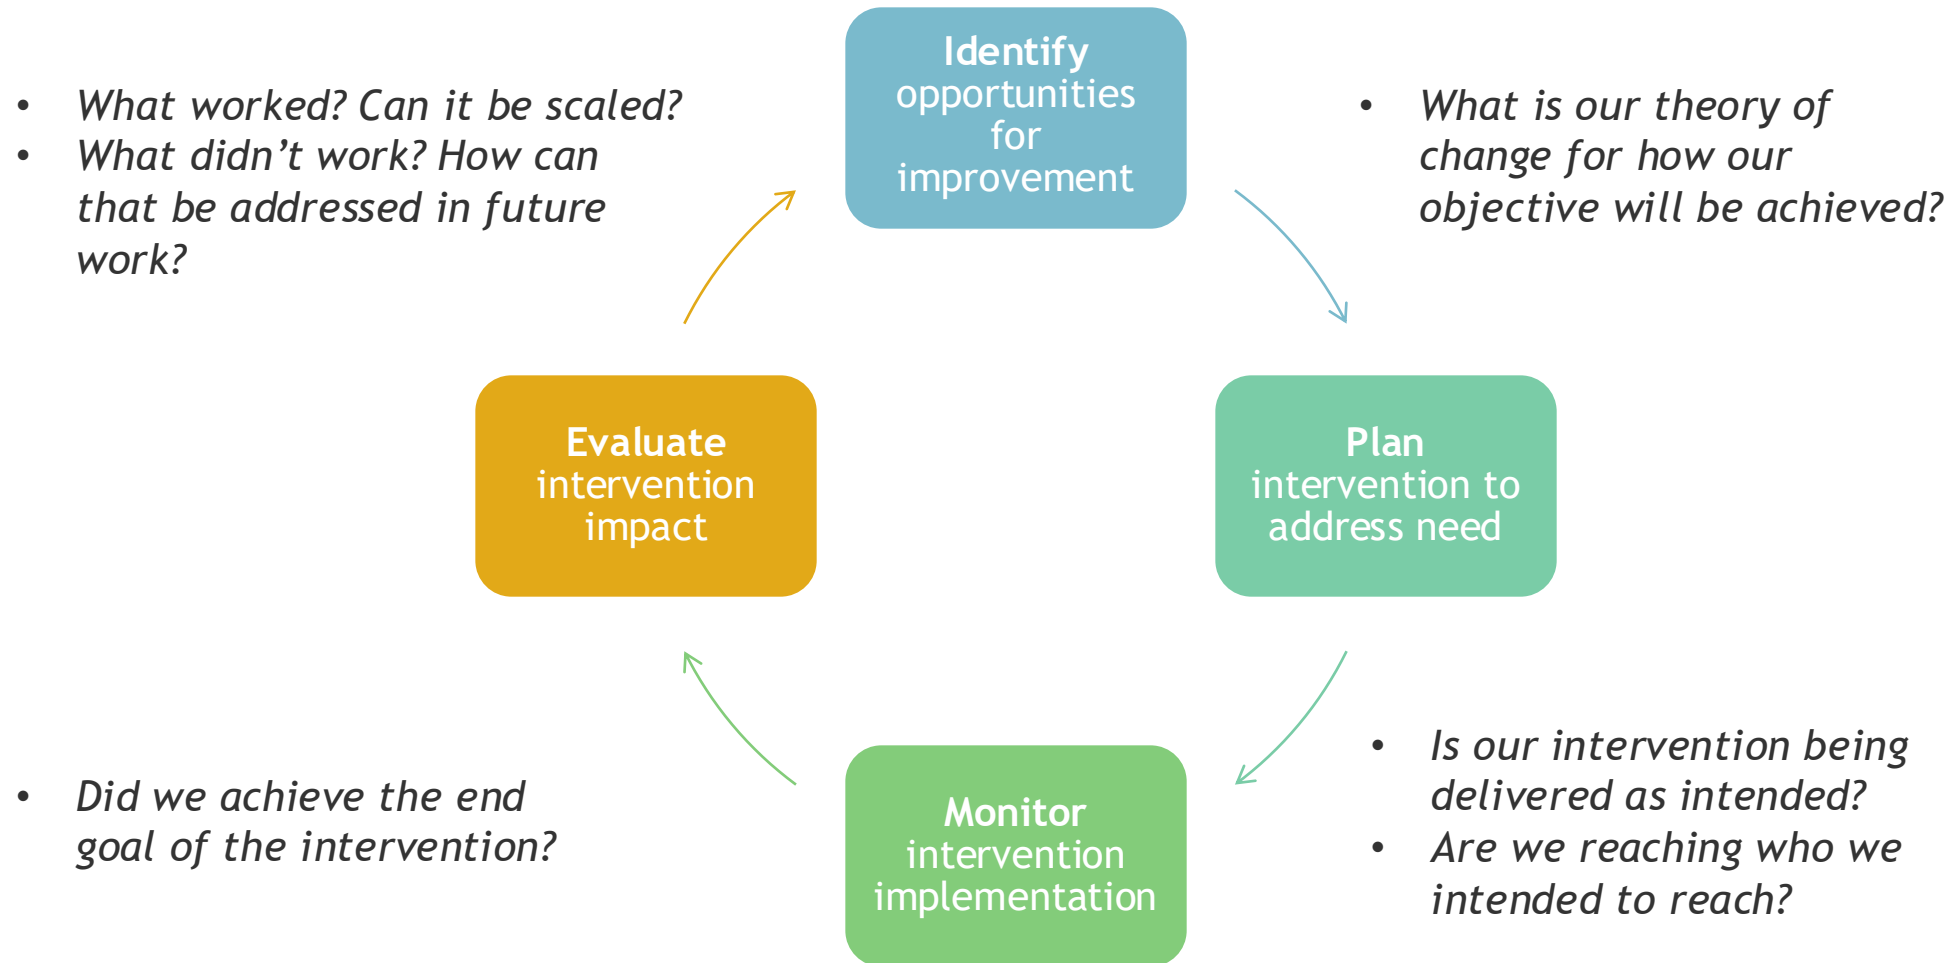 Identify
opportunities
for
improvement
• What worked? Can it be scaled?
• What didn’t work? How can
that be addressed in future
work?
• What is our theory of
change for how our
objective will be achieved?
Evaluate
intervention
impact
Plan
intervention to
address need
• Did we achieve the end
goal of the intervention?
Monitor
intervention
implementation
• Is our intervention being
delivered as intended?
• Are we reaching who we
intended to reach?